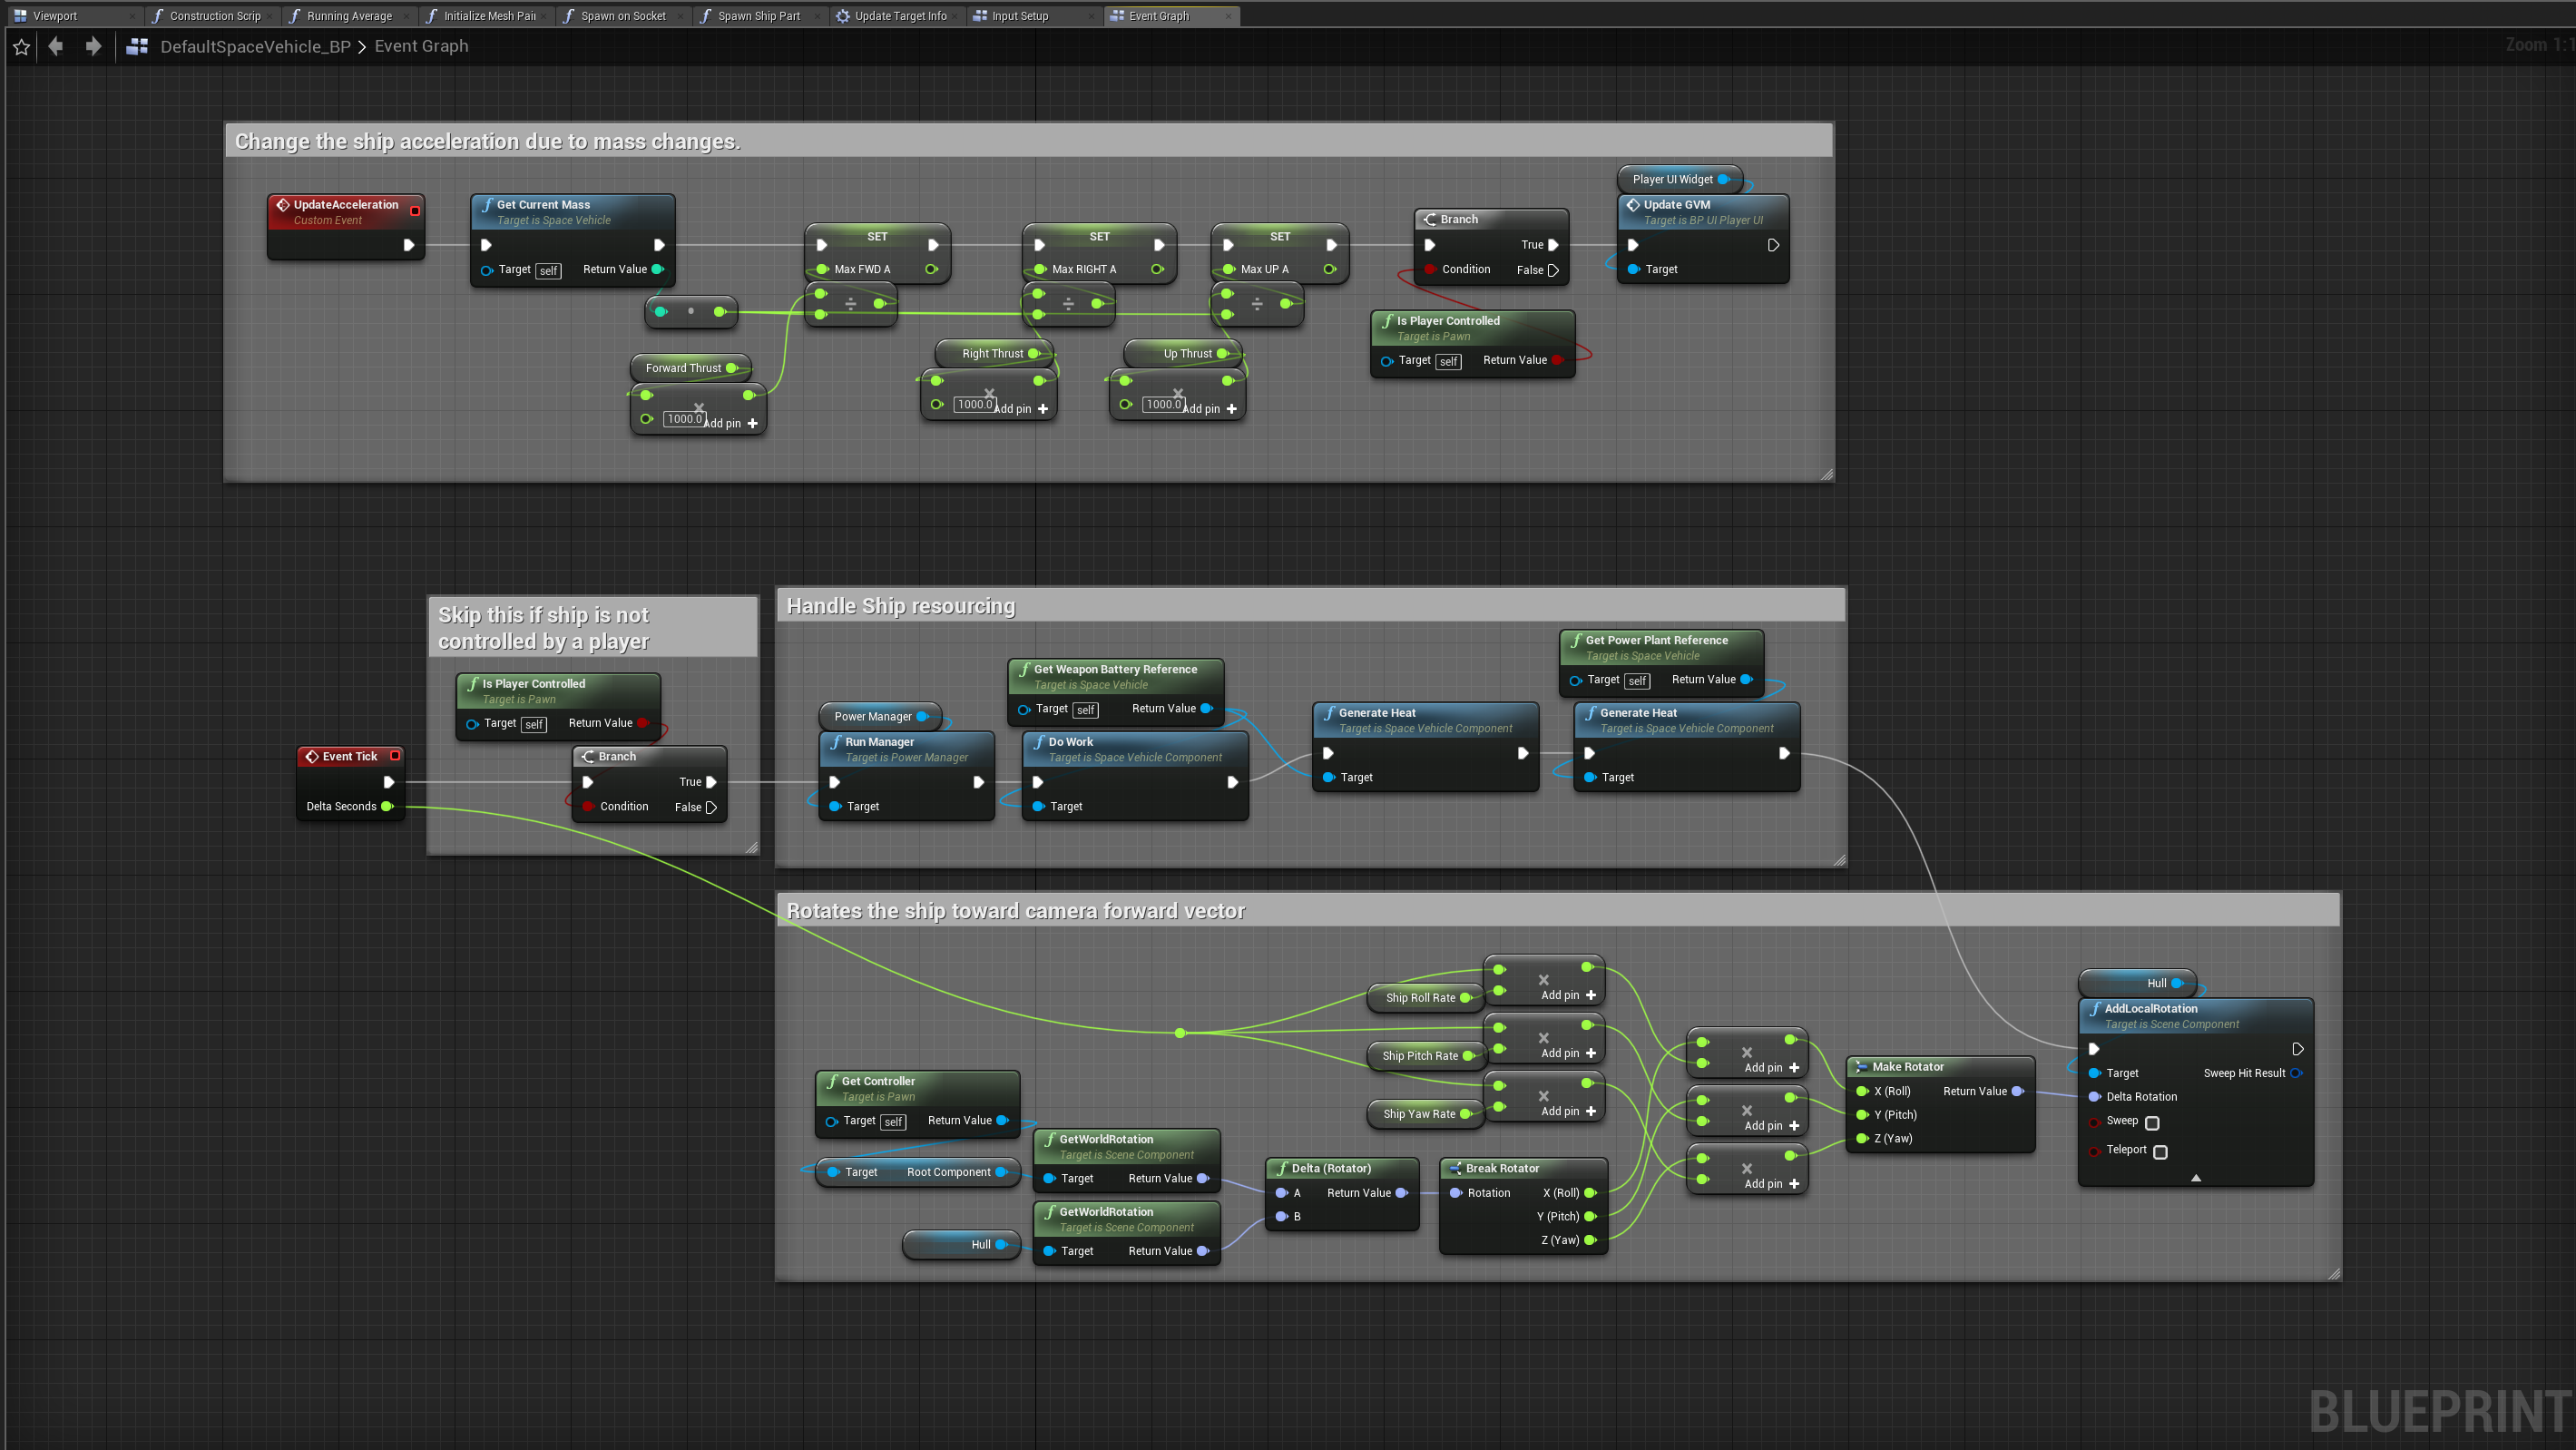 Viewport
Construction Scrip
Running Average
Initialize Mesh Pai
Spawn on Socket
Spawn Ship Part
Update Target Info
Input Setup
Event Graph
DefaultSpaceVehicle_BP > Event Graph
Zoom 1:1
Change the ship acceleration due to mass changes.
UpdateAcceleration
Custom Event
Get Current Mass
Target is Space Vehicle
Target self Return Value
SET
Max FWD A
SET
Max RIGHT A
SET
Max UP A
÷
÷
÷
Forward Thrust
×
1000.0
Add pin +
Right Thrust
×
1000.0
Add pin +
Up Thrust
×
1000.0
Add pin +
Branch
True
Condition False
Is Player Controlled
Target is Pawn
Target self Return Value
Player UI Widget
Update GVM
Target is BP UI Player UI
Target
Skip this if ship is not
controlled by a player
Is Player Controlled
Target is Pawn
Target self Return Value
Event Tick
Delta Seconds
Branch
True
Condition False
Handle Ship resourcing
Power Manager
Run Manager
Target is Power Manager
Target
Get Weapon Battery Reference
Target is Space Vehicle
Target self Return Value
Do Work
Target is Space Vehicle Component
Target
Generate Heat
Target is Space Vehicle Component
Target
Get Power Plant Reference
Target is Space Vehicle
Target self Return Value
Generate Heat
Target is Space Vehicle Component
Target
Rotates the ship toward camera forward vector
Ship Roll Rate
×
Add pin +
Ship Pitch Rate
×
Add pin +
Ship Yaw Rate
×
Add pin +
Get Controller
Target is Pawn
Target self Return Value
Target Root Component
GetWorldRotation
Target is Scene Component
Target Return Value
Hull
GetWorldRotation
Target is Scene Component
Target Return Value
Delta (Rotator)
A Return Value
B
Break Rotator
Rotation X (Roll)
Y (Pitch)
Z (Yaw)
×
Add pin +
×
Add pin +
×
Add pin +
Make Rotator
X (Roll) Return Value
Y (Pitch)
Z (Yaw)
Hull
AddLocalRotation
Target is Scene Component
Target Sweep Hit Result
Delta Rotation
Sweep
Teleport
BLUEPRINT